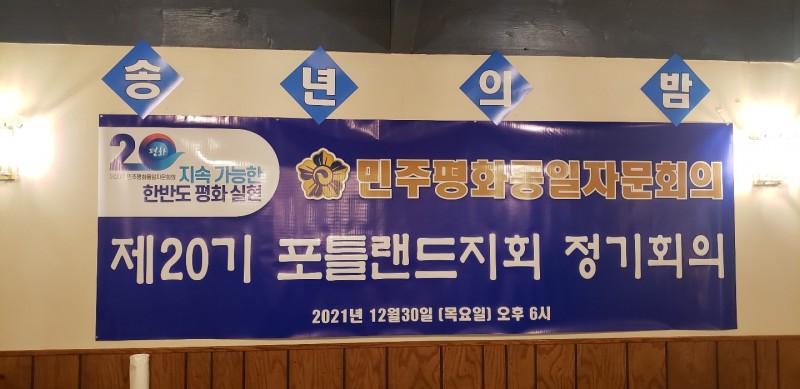 송년의밤
20 평화
지속 가능한
한반도 평화 실현
민주평화통일자문회의
제20기 포틀랜드지회 정기회의
2021년 12월30일 (목요일) 오후 6시